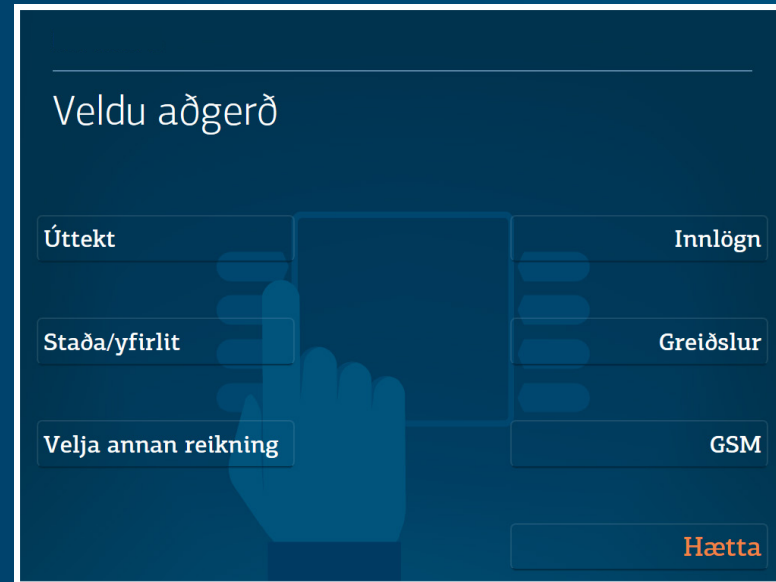 Veldu aðgerð
Úttekt
Innlögn
Staða/yfirlit
Greiðslur
Velja annan reikning
GSM
Hætta